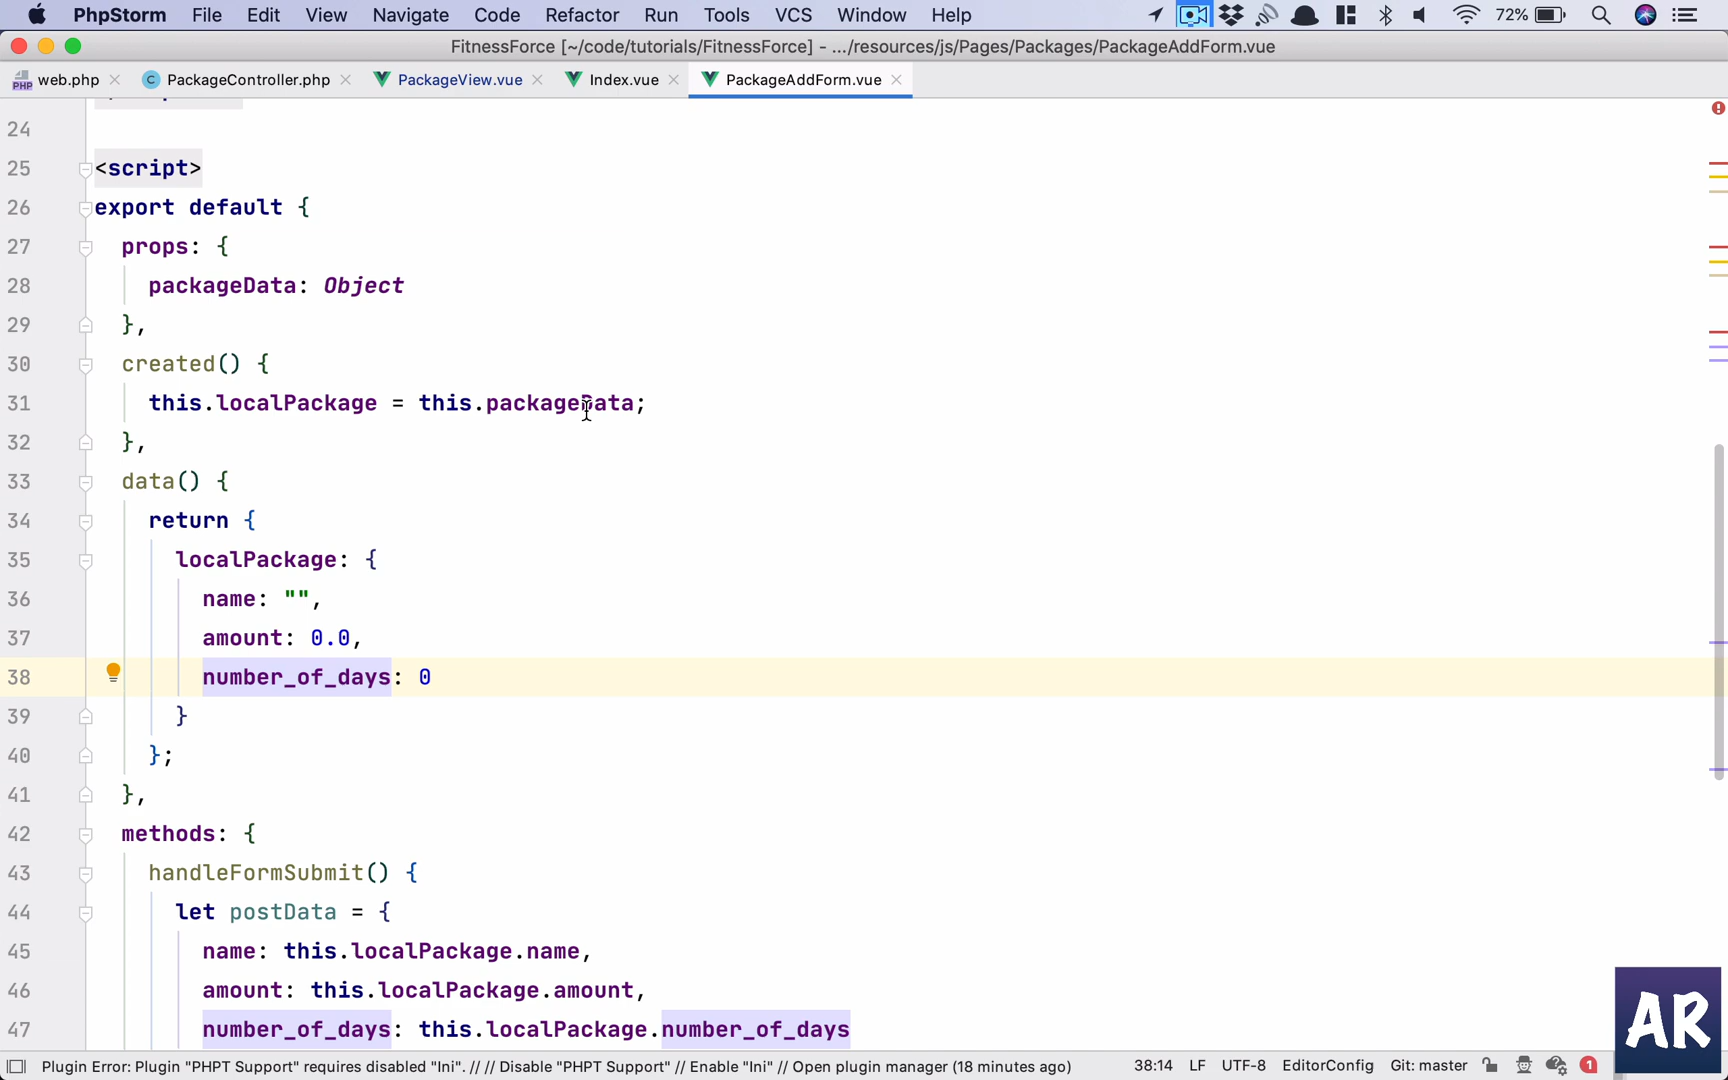 PhpStorm File Edit View Navigate Code Refactor Run Tools VCS Window Help 72%
FitnessForce [~/code/tutorials/FitnessForce] - .../resources/js/Pages/Packages/PackageAddForm.vue
PHP web.php C PackageController.php PackageView.vue Index.vue PackageAddForm.vue
24
25 <script>
26 export default {
27 props: {
28 packageData: Object
29 },
30 created() {
31 this.localPackage = this.packageData;
32 },
33 data() {
34 return {
35 localPackage: {
36 name: "",
37 amount: 0.0,
38 number_of_days: 0
39 }
40 };
41 },
42 methods: {
43 handleFormSubmit() {
44 let postData = {
45 name: this.localPackage.name,
46 amount: this.localPackage.amount,
47 number_of_days: this.localPackage.number_of_days
AR
Plugin Error: Plugin "PHPT Support" requires disabled "Ini". // // Disable "PHPT Support" // Enable "Ini" // Open plugin manager (18 minutes ago) 38:14 LF UTF-8 EditorConfig Git: master 1